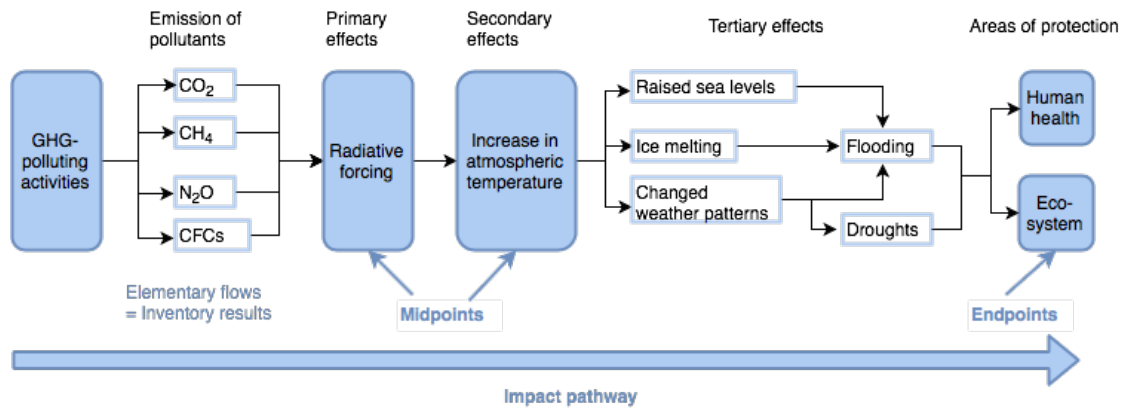 Emission of
pollutants
Primary
effects
Secondary
effects
Tertiary effects
Areas of protection
GHG-
polluting
activities
CO₂
CH₄
N₂O
CFCs
Radiative
forcing
Increase in
atmospheric
temperature
Raised sea levels
Ice melting
Changed
weather patterns
Flooding
Droughts
Human
health
Eco-
system
Elementary flows
= Inventory results
Midpoints
Endpoints
Impact pathway